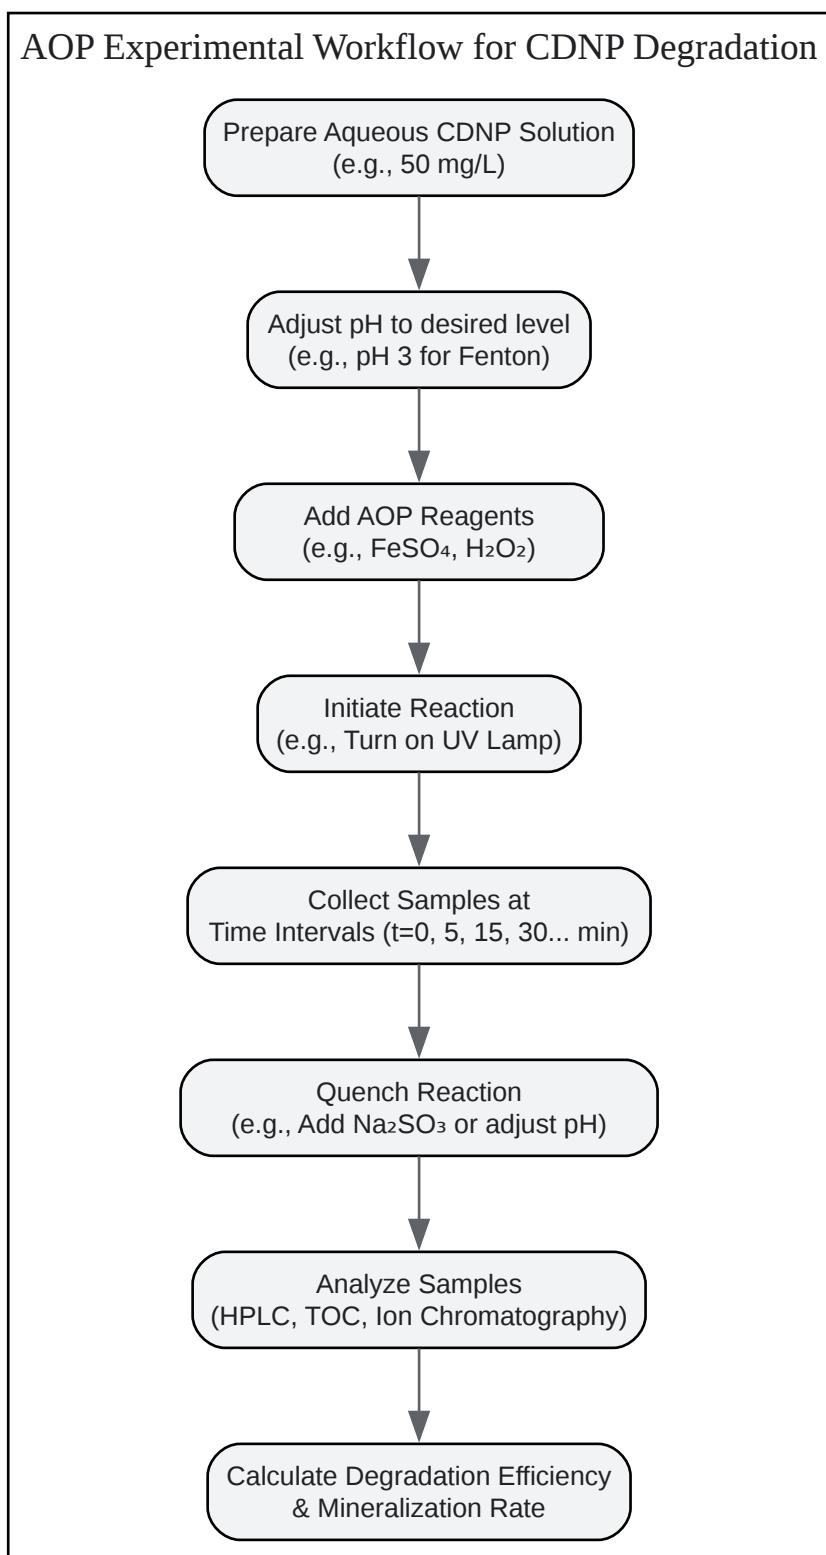 AOP Experimental Workflow for CDNP Degradation
Prepare Aqueous CDNP Solution
(e.g., 50 mg/L)
Adjust pH to desired level
(e.g., pH 3 for Fenton)
Add AOP Reagents
(e.g., FeSO₄, H₂O₂)
Initiate Reaction
(e.g., Turn on UV Lamp)
Collect Samples at
Time Intervals (t=0, 5, 15, 30... min)
Quench Reaction
(e.g., Add Na₂SO₃ or adjust pH)
Analyze Samples
(HPLC, TOC, Ion Chromatography)
Calculate Degradation Efficiency
& Mineralization Rate